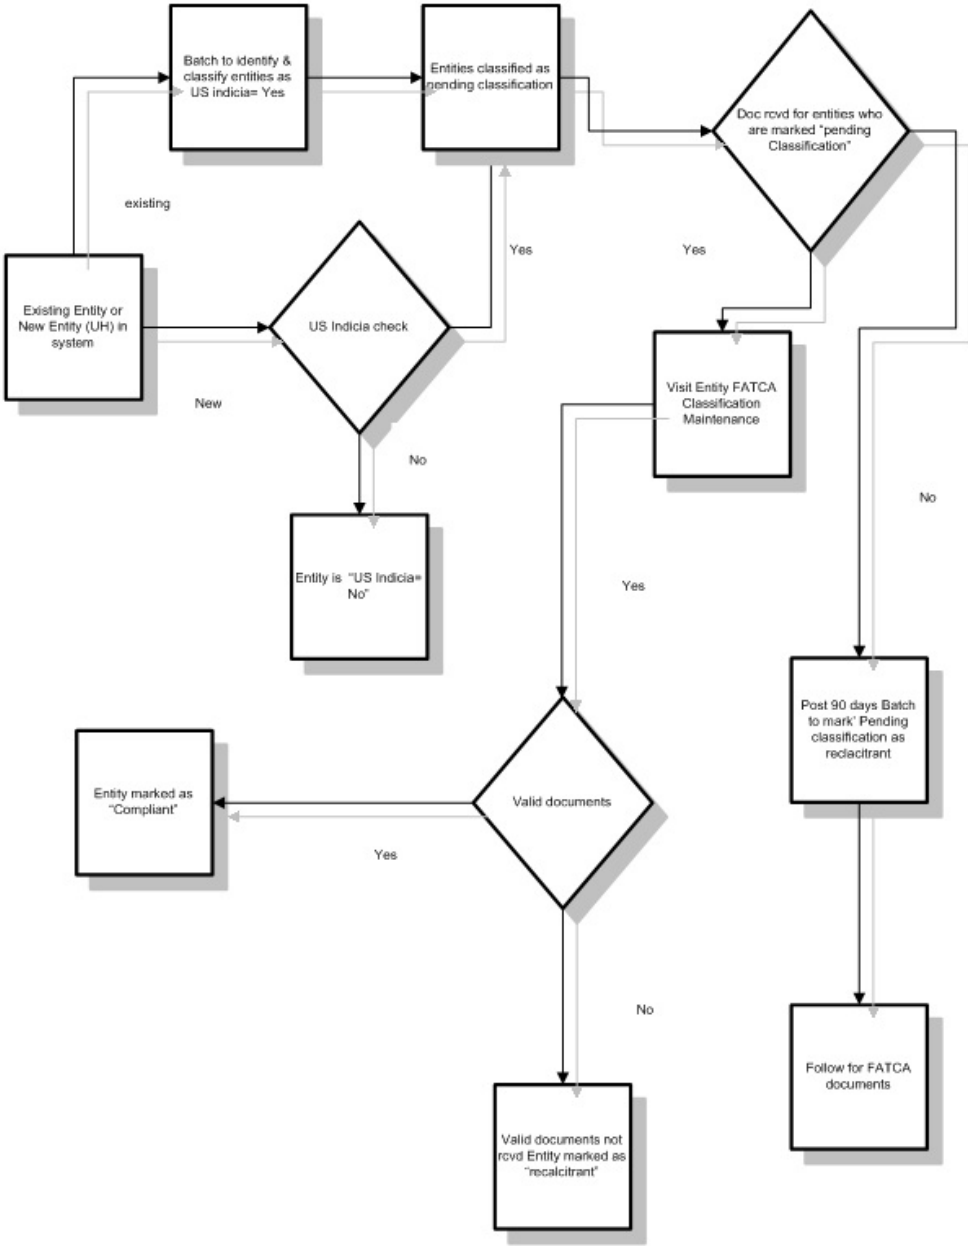 Batch to identify &
classify entities as
US indicia= Yes
Entities classified as
pending classification
Doc rcvd for entities who
are marked “pending
Classification”
existing
Yes
Yes
Existing Entity or
New Entity (UH) in
system
US Indicia check
New
No
Visit Entity FATCA
Classification
Maintenance
No
Entity is “US Indicia=
No”
Yes
Post 90 days Batch
to mark’ Pending
classification as
reclacitrant
Entity marked as
“Compliant”
Valid documents
Yes
No
Follow for FATCA
documents
Valid documents not
rcvd Entity marked as
“recalcitrant”